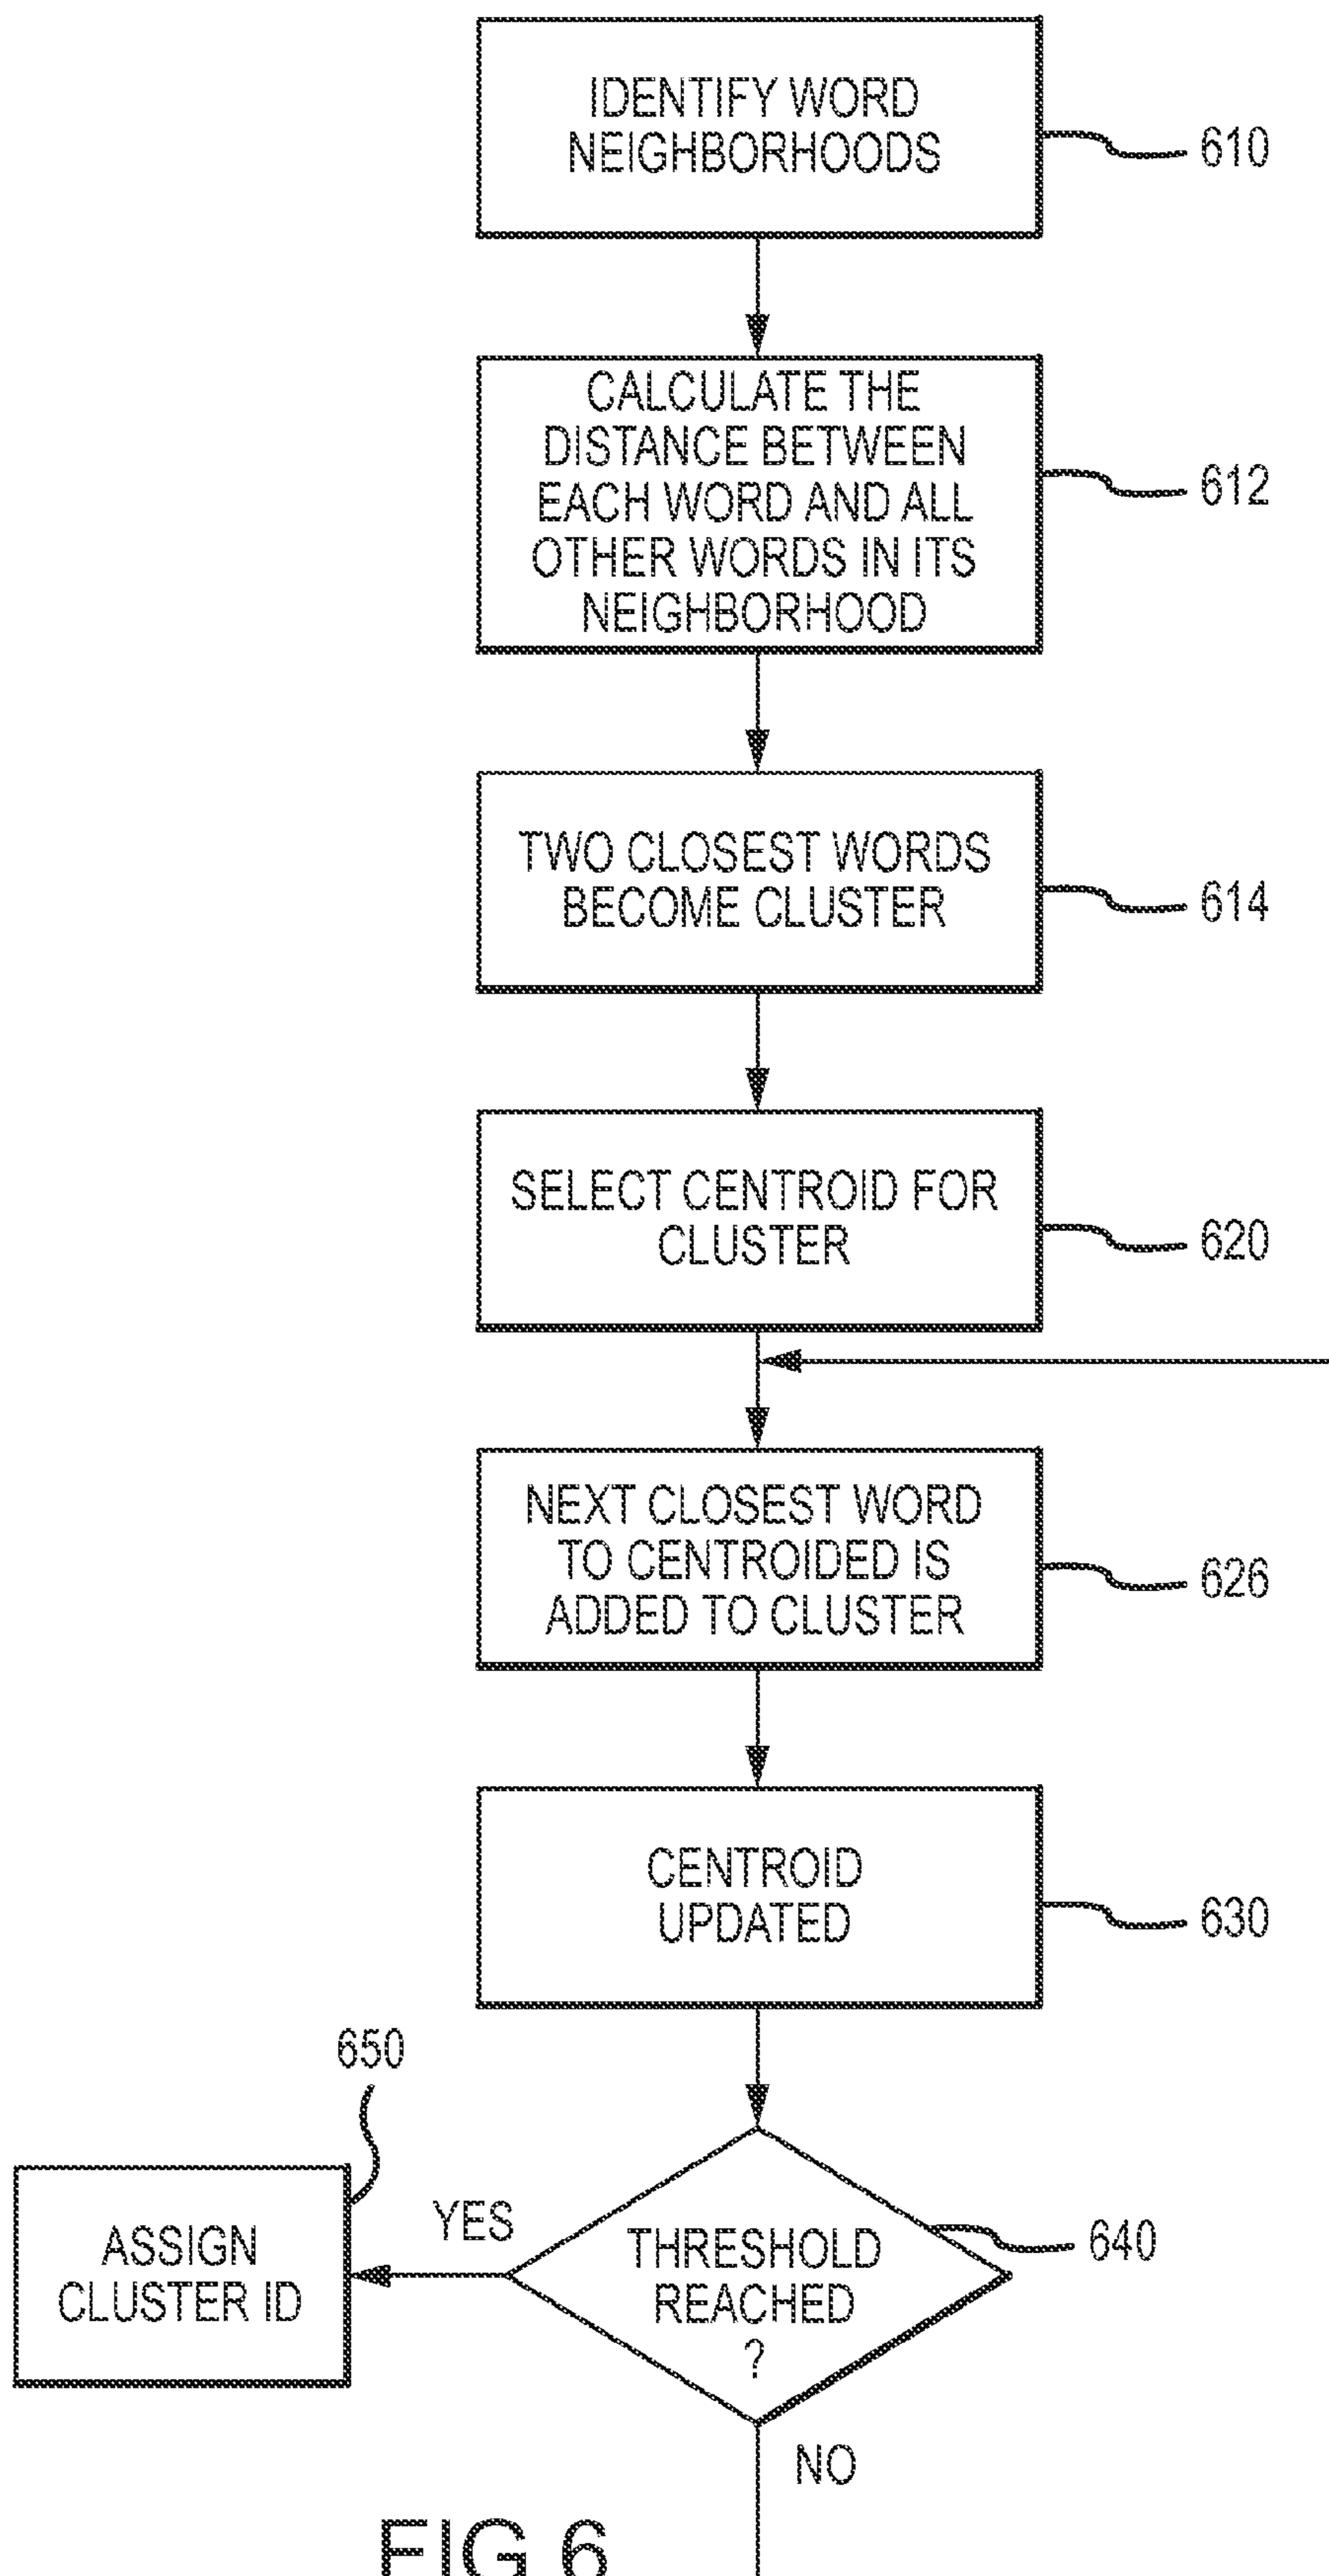 IDENTIFY WORD
NEIGHBORHOODS
610
CALCULATE THE
DISTANCE BETWEEN
EACH WORD AND ALL
OTHER WORDS IN ITS
NEIGHBORHOOD
612
TWO CLOSEST WORDS
BECOME CLUSTER
614
SELECT CENTROID FOR
CLUSTER
620
NEXT CLOSEST WORD
TO CENTROIDED IS
ADDED TO CLUSTER
626
CENTROID
UPDATED
630
650
ASSIGN
CLUSTER ID
YES
THRESHOLD
REACHED
?
640
NO
FIG 6